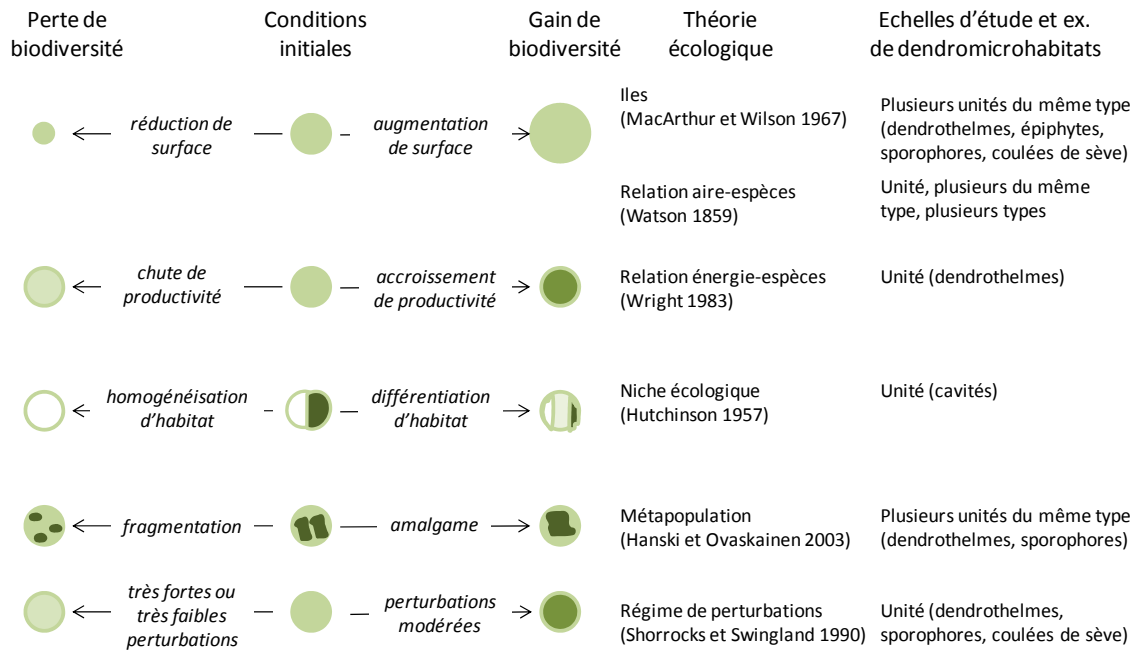 Perte de
biodiversité
Conditions
initiales
Gain de
biodiversité
Théorie
écologique
Echelles d'étude et ex.
de dendromicrohabitats
réduction de
surface
augmentation
de surface
Iles
(MacArthur et Wilson 1967)
Plusieurs unités du même type
(dendrothelmes, épiphytes,
sporophores, coulées de sève)
Relation aire-espèces
(Watson 1859)
Unité, plusieurs du même
type, plusieurs types
chute de
productivité
accroissement
de productivité
Relation énergie-espèces
(Wright 1983)
Unité (dendrothelmes)
homogénéisation
d'habitat
différentiation
d'habitat
Niche écologique
(Hutchinson 1957)
Unité (cavités)
fragmentation
amalgame
Métapopulation
(Hanski et Ovaskainen 2003)
Plusieurs unités du même type
(dendrothelmes, sporophores)
très fortes ou
très faibles
perturbations
perturbations
modérées
Régime de perturbations
(Shorrocks et Swingland 1990)
Unité (dendrothelmes,
sporophores, coulées de sève)